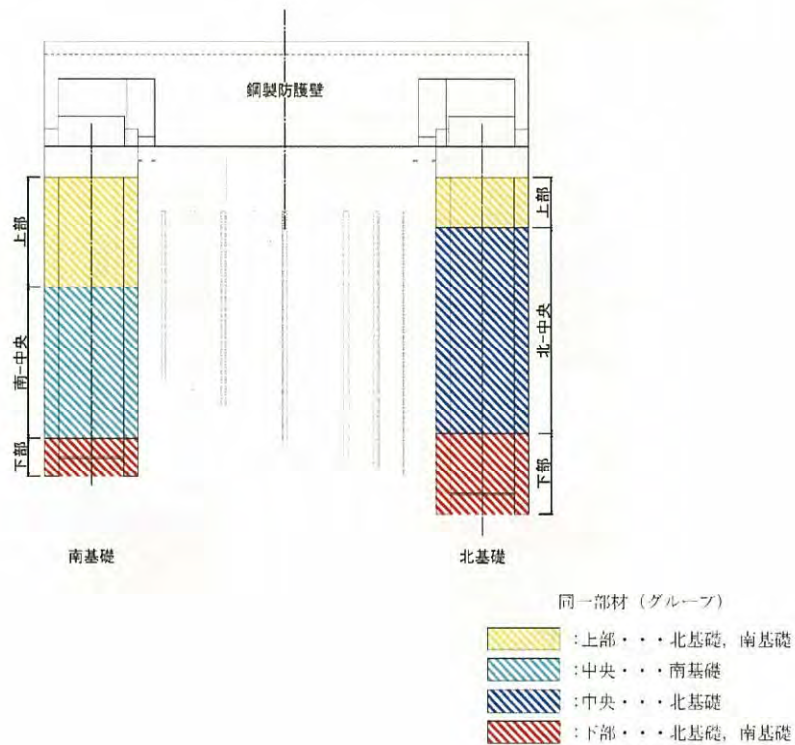 鋼製防護壁
上部
南-中央
下部
上部
北-中央
下部
南基礎
北基礎
同一部材（グループ）
：上部・・・北基礎，南基礎
：中央・・・南基礎
：中央・・・北基礎
：下部・・・北基礎，南基礎